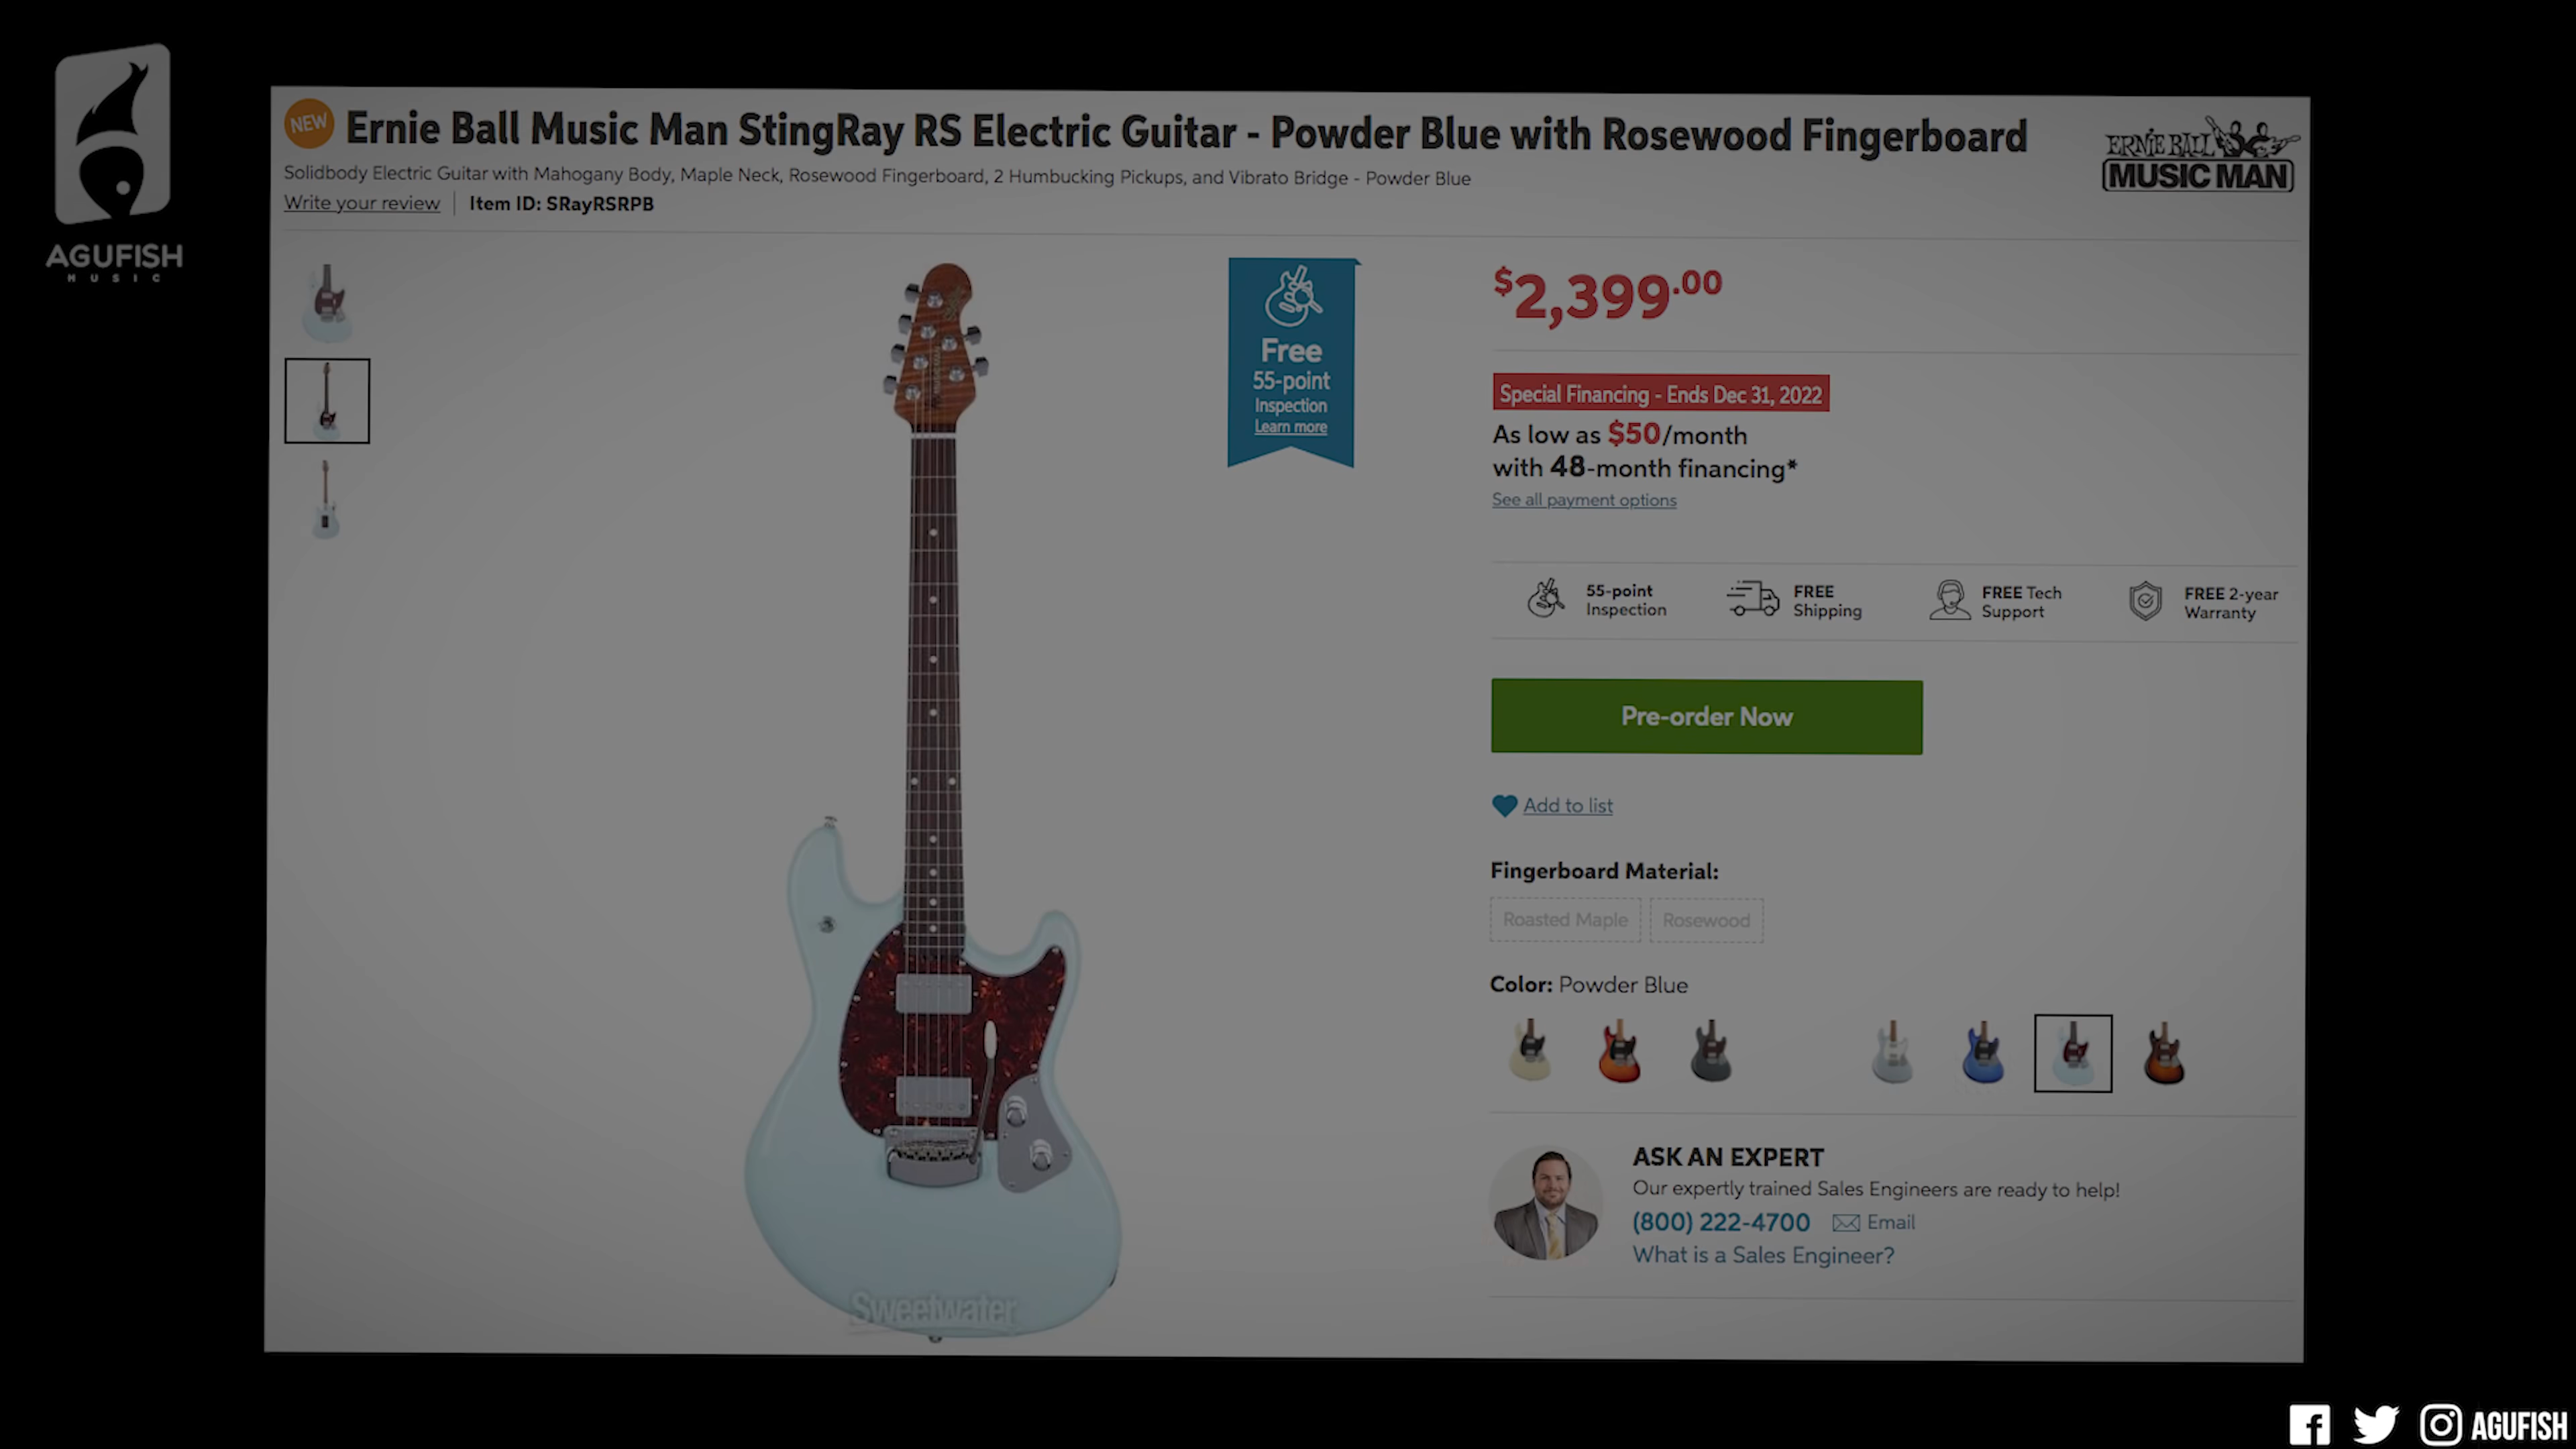 AGUFISH
MUSIC
NEW
Ernie Ball Music Man StingRay RS Electric Guitar - Powder Blue with Rosewood Fingerboard
Solidbody Electric Guitar with Mahogany Body, Maple Neck, Rosewood Fingerboard, 2 Humbucking Pickups, and Vibrato Bridge - Powder Blue
Write your review
Item ID: SRayRSRPB
ERNIE BALL
MUSIC MAN
Free
55-point
Inspection
Learn more
$2,399.00
Special Financing - Ends Dec 31, 2022
As low as $50/month
with 48-month financing*
See all payment options
55-point
Inspection
FREE
Shipping
FREE Tech
Support
FREE 2-year
Warranty
Pre-order Now
Add to list
Fingerboard Material:
Roasted Maple
Rosewood
Color: Powder Blue
ASK AN EXPERT
Our expertly trained Sales Engineers are ready to help!
(800) 222-4700
Email
What is a Sales Engineer?
Sweetwater
AGUFISH